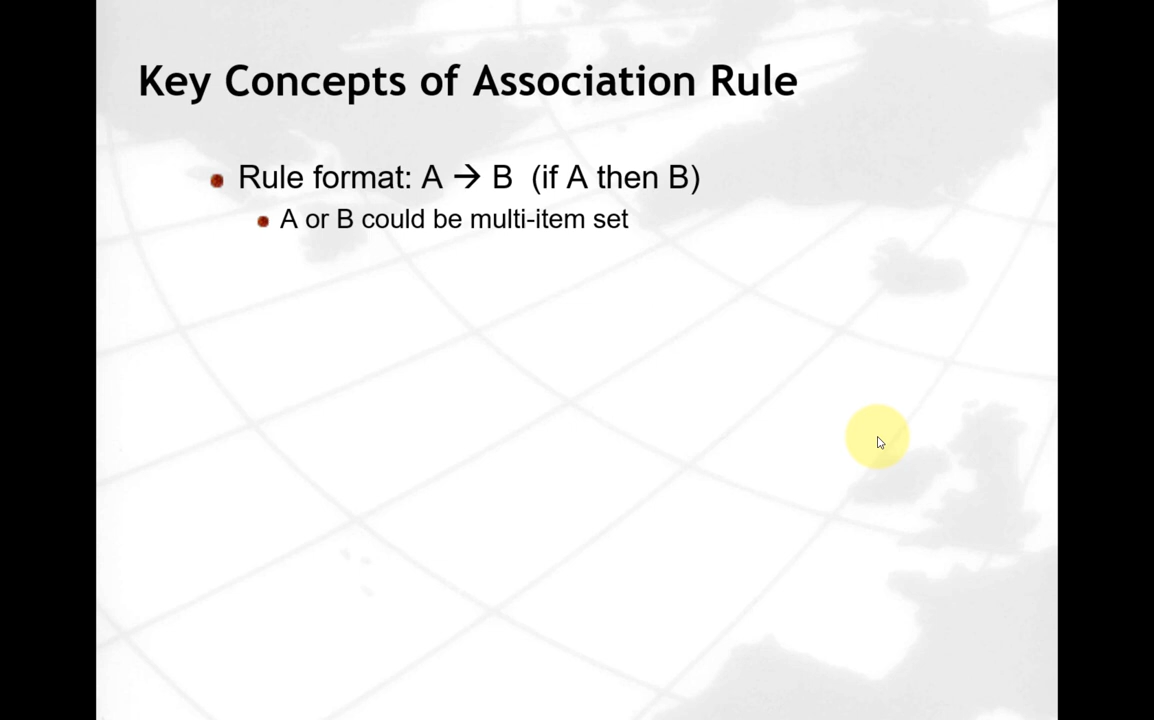 Key Concepts of Association Rule
Rule format: A → B (if A then B)
A or B could be multi-item set